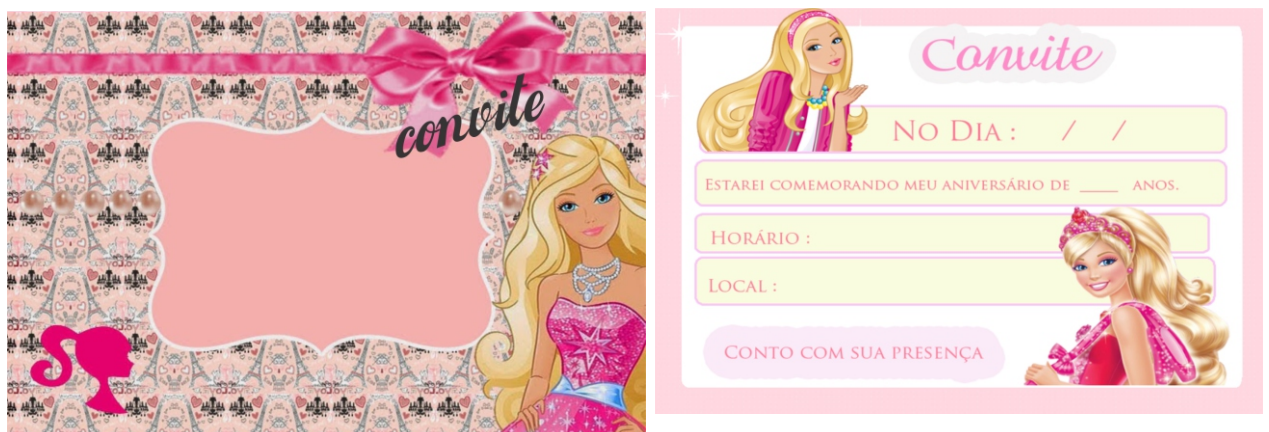 convite
Convite
No Dia : / /
Estarei comemorando meu aniversário de ____ anos.
Horário :
Local :
Conto com sua presença